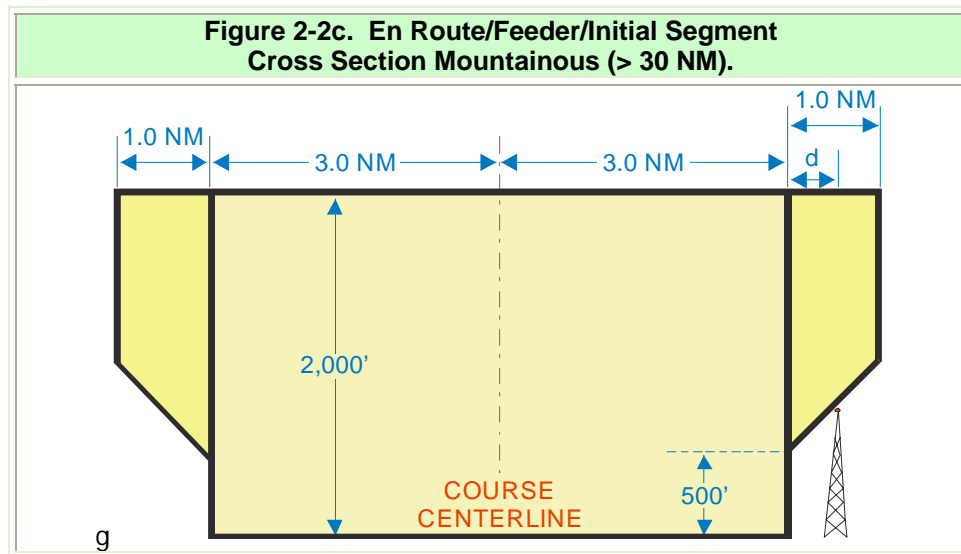 Figure 2-2c. En Route/Feeder/Initial Segment
Cross Section Mountainous (> 30 NM).
1.0 NM
1.0 NM
3.0 NM
3.0 NM
d
2,000’
500’
COURSE
CENTERLINE
g